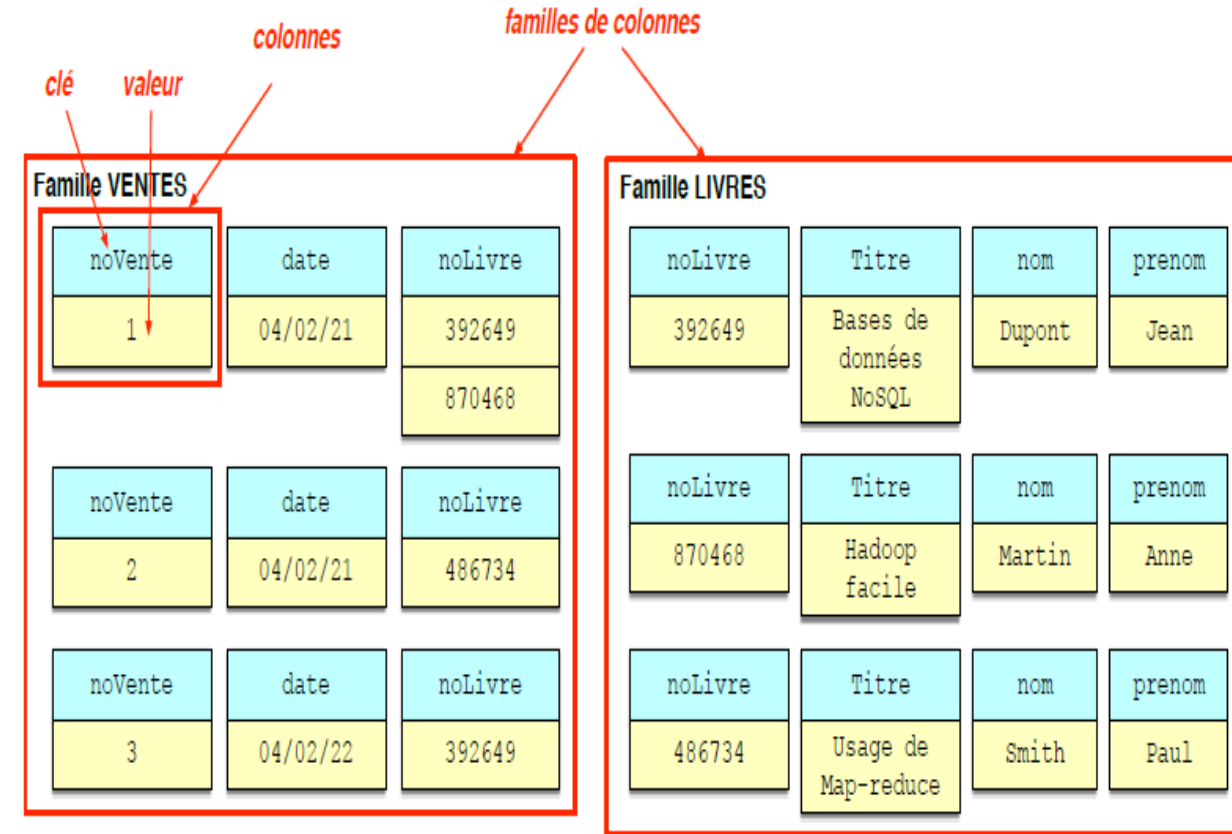 familles de colonnes
colonnes
clé valeur
Famille VENTES
noVente date noLivre
1 04/02/21 392649
870468
noVente date noLivre
2 04/02/21 486734
noVente date noLivre
3 04/02/22 392649
Famille LIVRES
noLivre Titre nom prenom
392649 Bases de Dupont Jean
données
NoSQL
noLivre Titre nom prenom
870468 Hadoop Martin Anne
facile
noLivre Titre nom prenom
486734 Usage de Smith Paul
Map-reduce